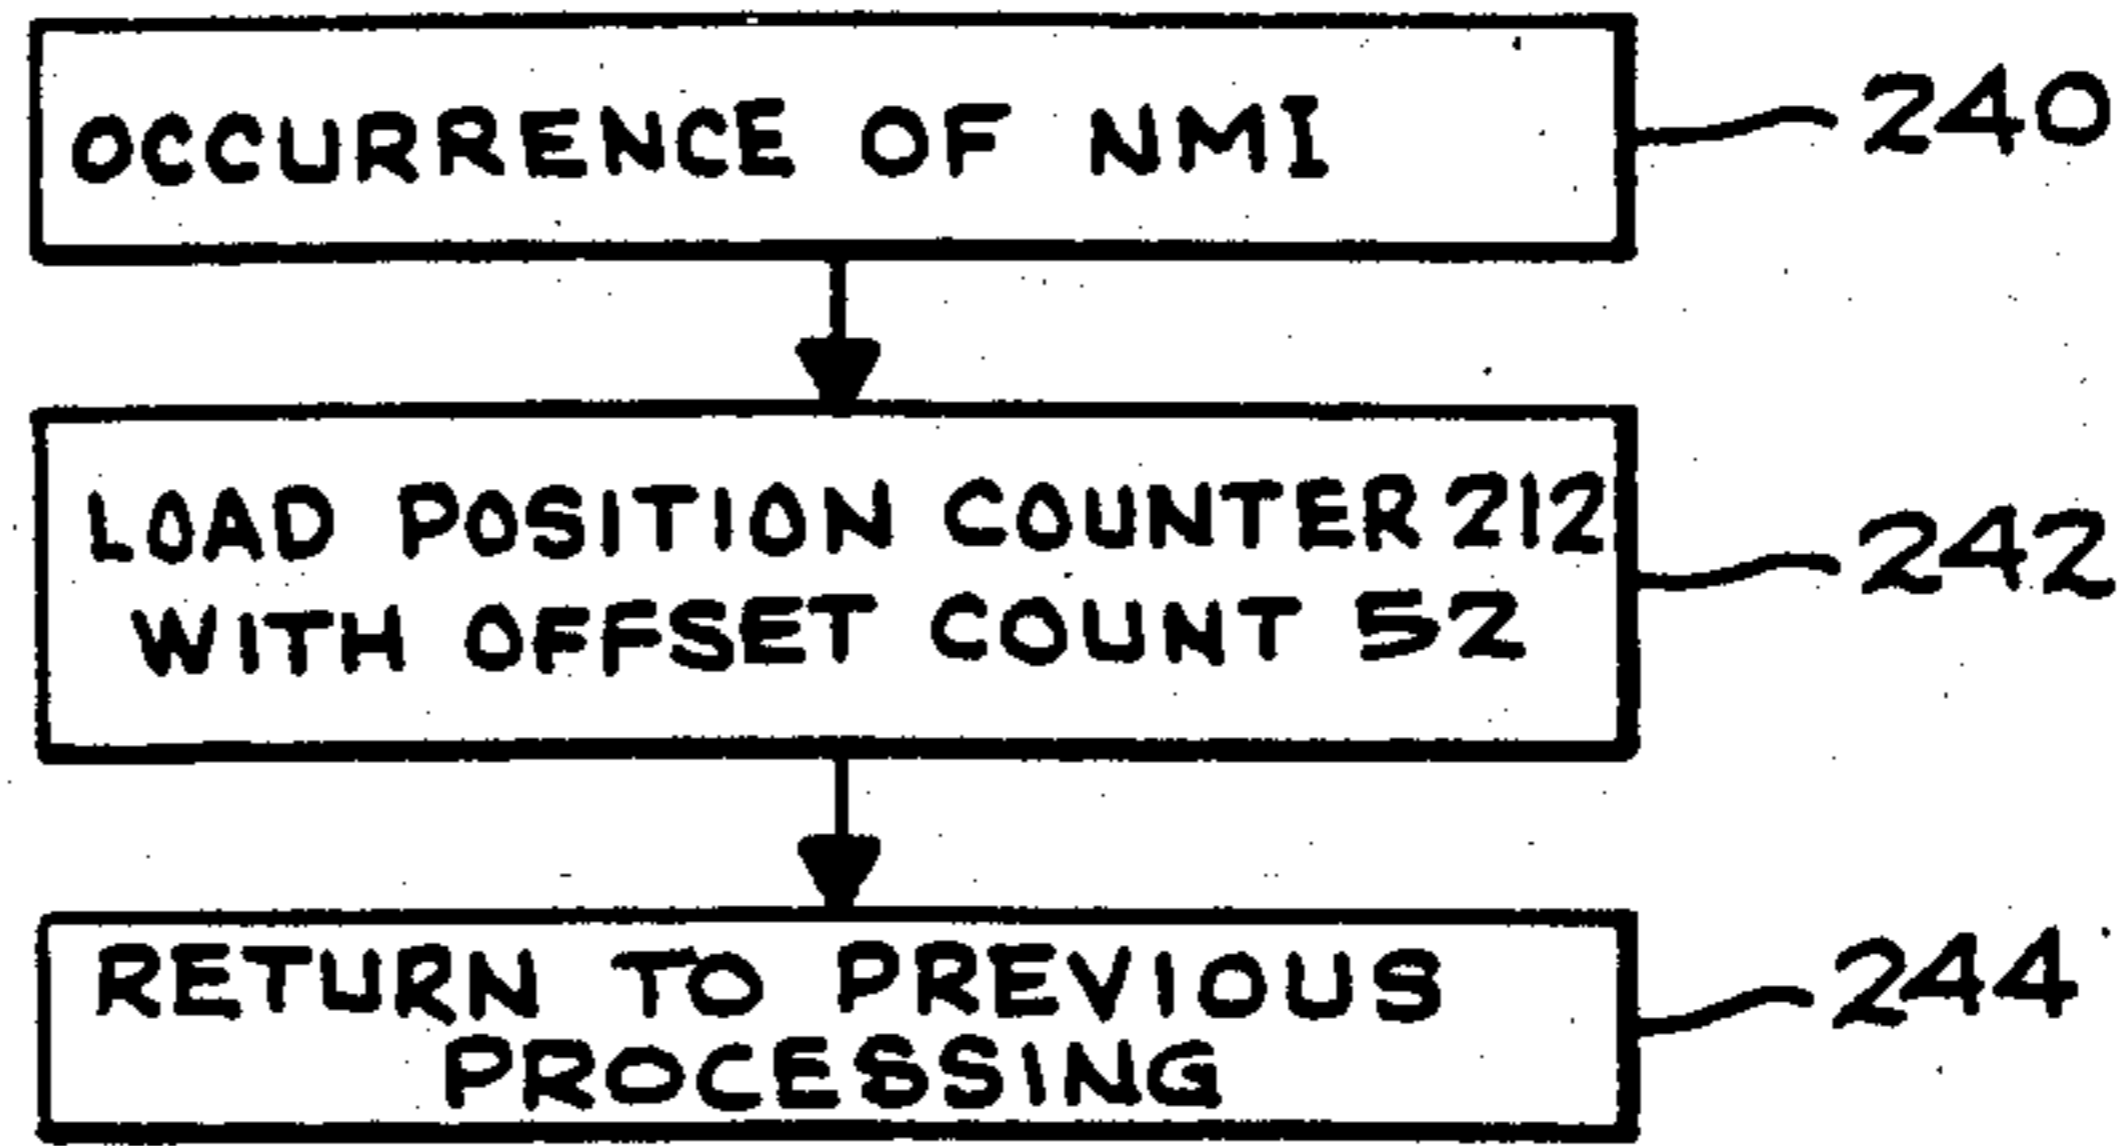 OCCURRENCE OF NMI
240
LOAD POSITION COUNTER 212
WITH OFFSET COUNT 52
242
RETURN TO PREVIOUS
PROCESSING
244